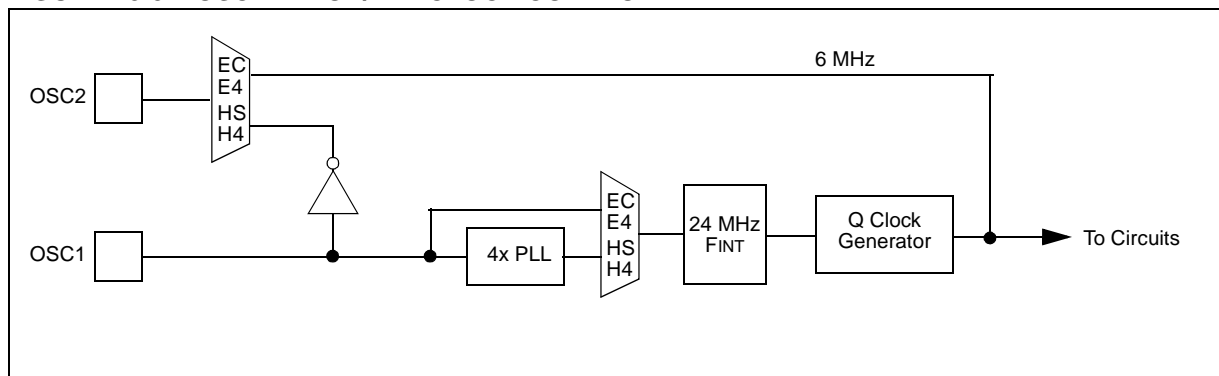 OSC2
EC
E4
HS
H4
6 MHz
OSC1
4x PLL
EC
E4
HS
H4
24 MHz
FINT
Q Clock
Generator
To Circuits